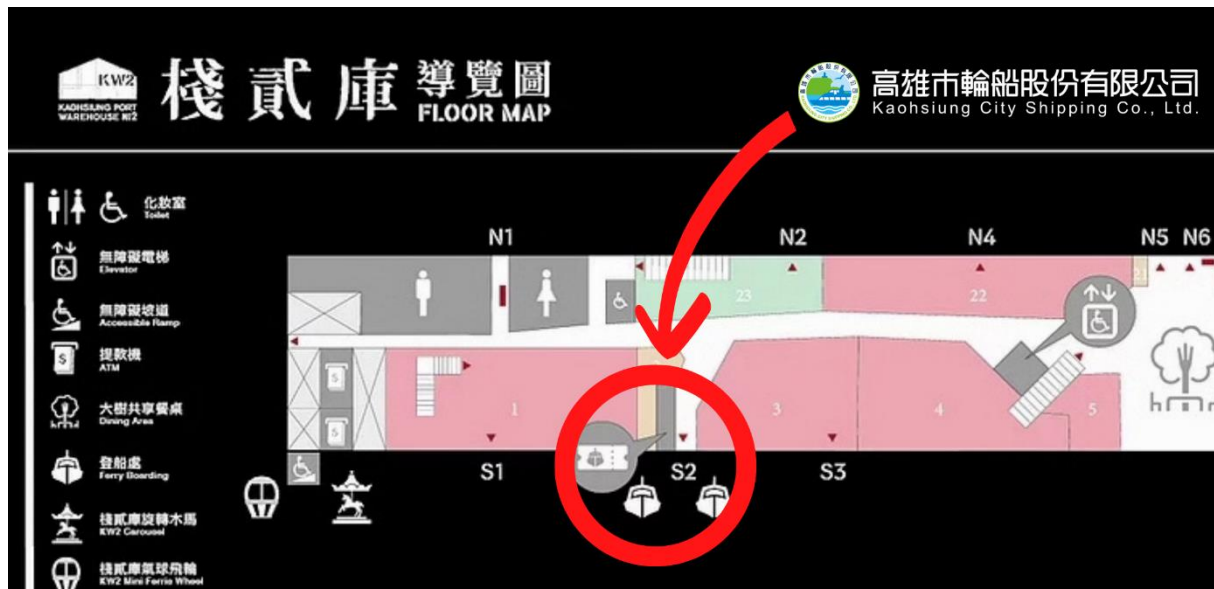 KW2
KAOHSIUNG PORT
WAREHOUSE NO.2
棧貳庫
導覽圖
FLOOR MAP
高雄市輪船股份有限公司
Kaohsiung City Shipping Co., Ltd.
化妝室
Toilet
無障礙電梯
Elevator
無障礙坡道
Accessible Ramp
提款機
ATM
大樹共享餐桌
Dining Area
登船處
Ferry Boarding
棧貳庫旋轉木馬
KW2 Carousel
棧貳庫氣球飛輪
KW2 Mini Ferris Wheel
N1
N2
N4
N5
N6
23
22
21
S
S
1
3
4
5
S1
S2
S3